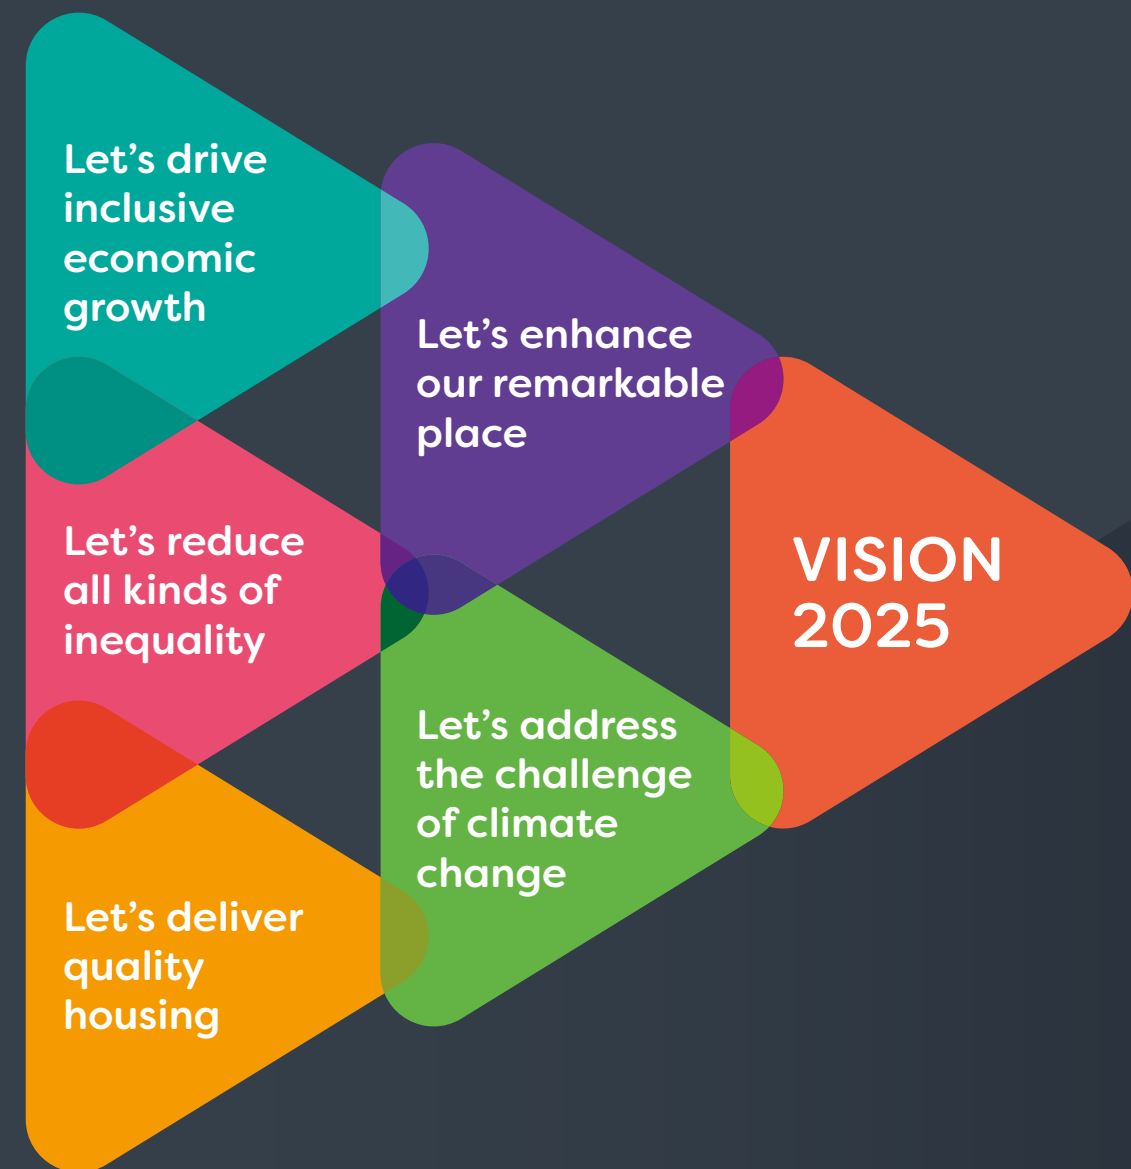 Let’s drive
inclusive
economic
growth
Let’s enhance
our remarkable
place
Let’s reduce
all kinds of
inequality
VISION
2025
Let’s address
the challenge
of climate
change
Let’s deliver
quality
housing